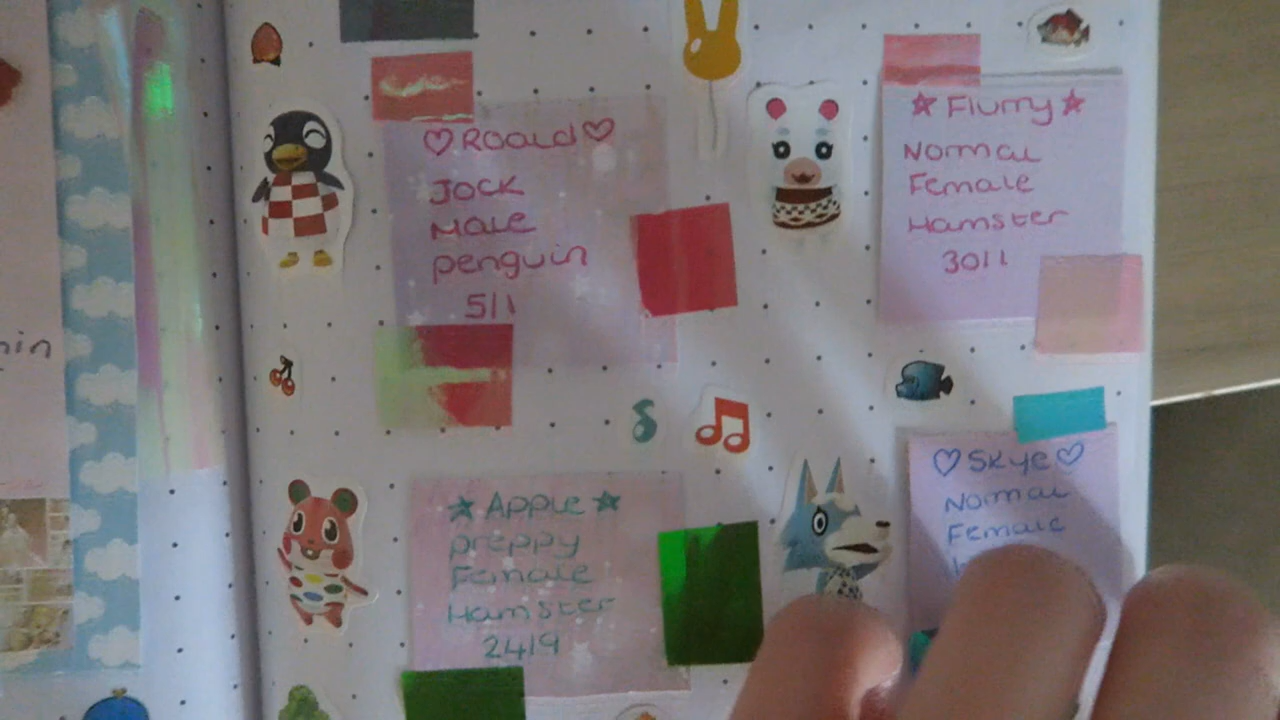 ♡Roald♡
Jock
Male
penguin
5/1
☆Flurry☆
Normal
Female
Hamster
30/1
☆Apple☆
preppy
Female
Hamster
24/9
♡Skye♡
Normal
Female